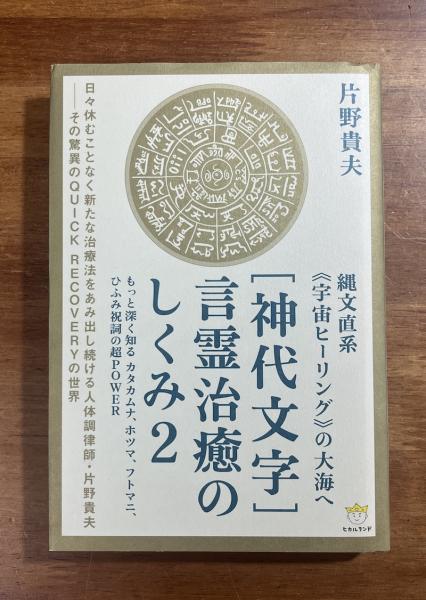 片野貴夫
縄文直系
《宇宙ヒーリング》の大海へ
［神代文字］
言霊治癒の
しくみ2
もっと深く知る カタカムナ、ホツマ、フトマニ、
ひふみ祝詞の超POWER
日々休むことなく新たな治療法をあみ出し続ける人体調律師・片野貴夫
――その驚異のQUICK RECOVERYの世界
ヒカルランド